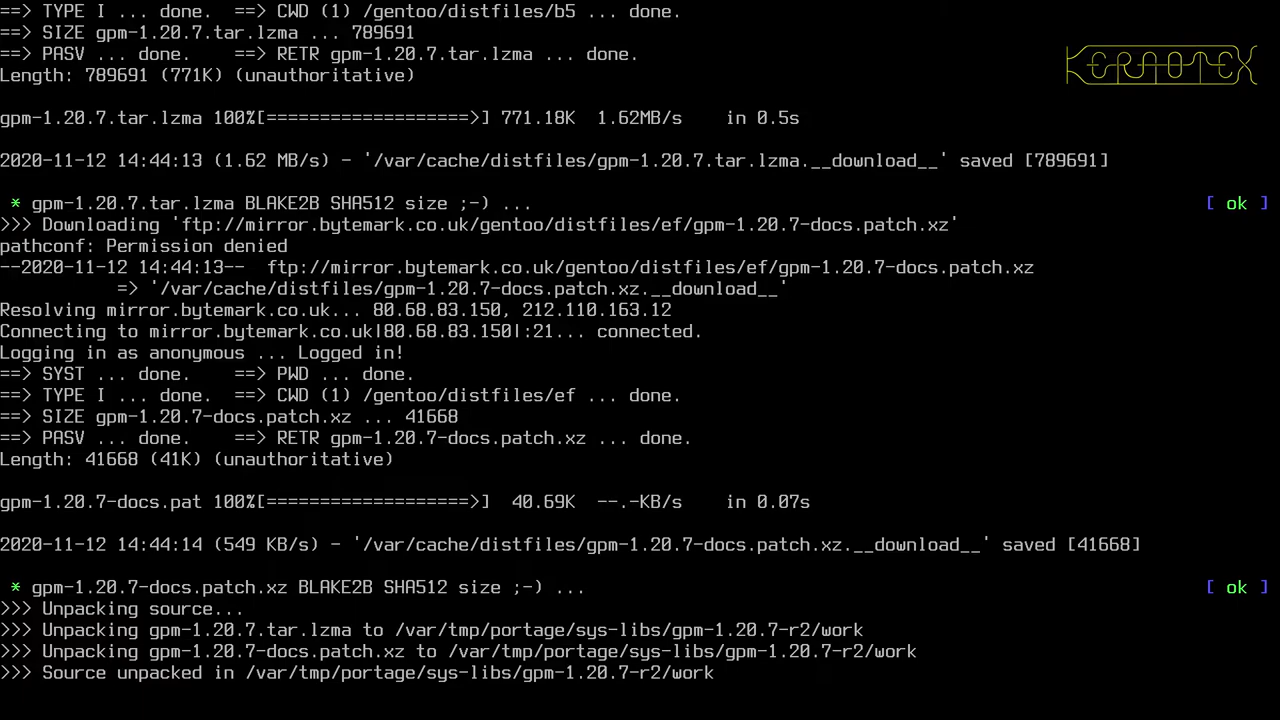 ==> TYPE I ... done.    ==> CWD (1) /gentoo/distfiles/b5 ... done.
==> SIZE gpm-1.20.7.tar.lzma ... 789691
==> PASV ... done.    ==> RETR gpm-1.20.7.tar.lzma ... done.
Length: 789691 (771K) (unauthoritative)
KERNOTEX
gpm-1.20.7.tar.lzma 100%[===================>] 771.18K  1.62MB/s    in 0.5s
2020-11-12 14:44:13 (1.62 MB/s) - '/var/cache/distfiles/gpm-1.20.7.tar.lzma.__download__' saved [789691]
 * gpm-1.20.7.tar.lzma BLAKE2B SHA512 size ;-) ... [ ok ]
>>> Downloading 'ftp://mirror.bytemark.co.uk/gentoo/distfiles/ef/gpm-1.20.7-docs.patch.xz'
pathconf: Permission denied
--2020-11-12 14:44:13--  ftp://mirror.bytemark.co.uk/gentoo/distfiles/ef/gpm-1.20.7-docs.patch.xz
           => '/var/cache/distfiles/gpm-1.20.7-docs.patch.xz.__download__'
Resolving mirror.bytemark.co.uk... 80.68.83.150, 212.110.163.12
Connecting to mirror.bytemark.co.uk|80.68.83.150|:21... connected.
Logging in as anonymous ... Logged in!
==> SYST ... done.    ==> PWD ... done.
==> TYPE I ... done.    ==> CWD (1) /gentoo/distfiles/ef ... done.
==> SIZE gpm-1.20.7-docs.patch.xz ... 41668
==> PASV ... done.    ==> RETR gpm-1.20.7-docs.patch.xz ... done.
Length: 41668 (41K) (unauthoritative)
gpm-1.20.7-docs.pat 100%[===================>]  40.69K  --.-KB/s    in 0.07s
2020-11-12 14:44:14 (549 KB/s) - '/var/cache/distfiles/gpm-1.20.7-docs.patch.xz.__download__' saved [41668]
 * gpm-1.20.7-docs.patch.xz BLAKE2B SHA512 size ;-) ... [ ok ]
>>> Unpacking source...
>>> Unpacking gpm-1.20.7.tar.lzma to /var/tmp/portage/sys-libs/gpm-1.20.7-r2/work
>>> Unpacking gpm-1.20.7-docs.patch.xz to /var/tmp/portage/sys-libs/gpm-1.20.7-r2/work
>>> Source unpacked in /var/tmp/portage/sys-libs/gpm-1.20.7-r2/work